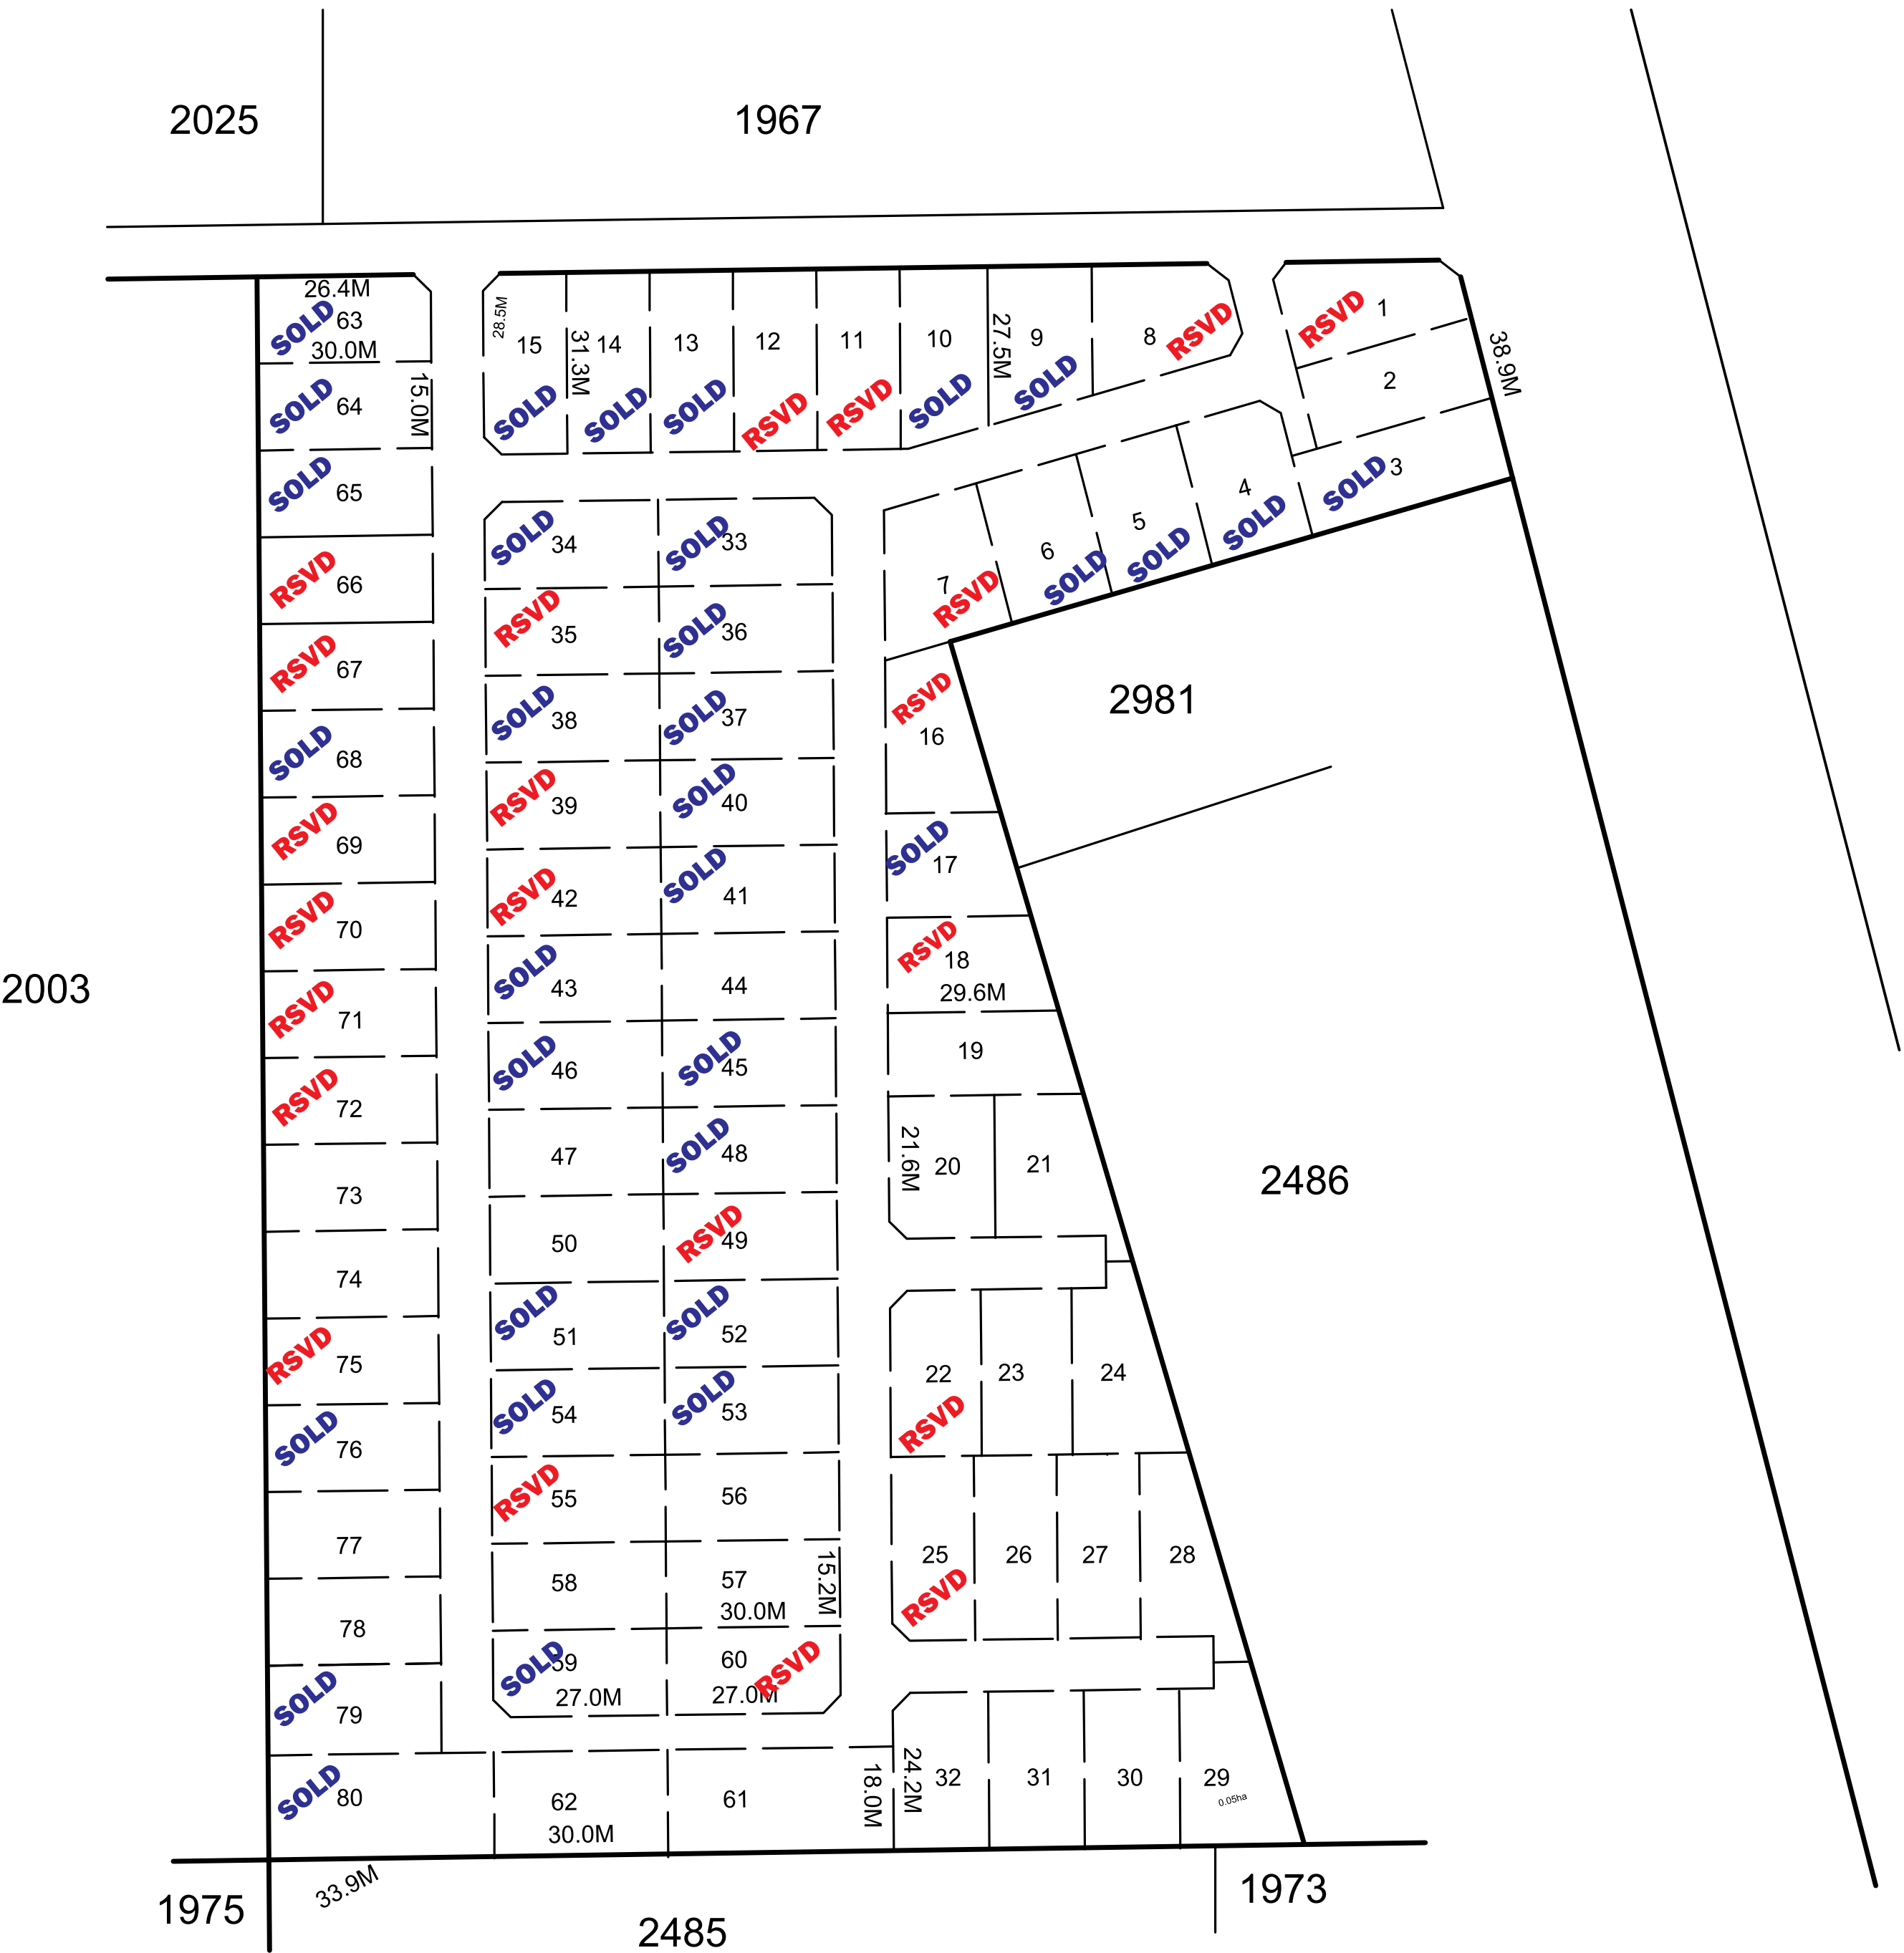 2025
1967
26.4M
SOLD 63
30.0M
SOLD 64
15.0M
SOLD 65
RSVD 66
RSVD 67
SOLD 68
RSVD 69
RSVD 70
RSVD 71
RSVD 72
73
74
RSVD 75
SOLD 76
77
78
SOLD 79
SOLD 80
33.9M
28.5M
15
SOLD
31.3M
14
SOLD
13
SOLD
12
RSVD
11
RSVD
10
SOLD
27.5M
9
SOLD
8
RSVD
1
RSVD
38.9M
2
3
SOLD
4
SOLD
5
SOLD
6
SOLD
7
RSVD
SOLD 34
SOLD 33
RSVD 35
SOLD 36
SOLD 38
SOLD 37
RSVD 39
SOLD 40
RSVD 42
SOLD 41
SOLD 43
44
SOLD 46
SOLD 45
47
SOLD 48
50
RSVD 49
SOLD 51
SOLD 52
SOLD 54
SOLD 53
RSVD 55
56
58
57
30.0M
15.2M
SOLD 59
27.0M
60
RSVD
27.0M
62
30.0M
61
18.0M
RSVD
16
SOLD
17
RSVD
18
29.6M
19
21.6M
20
21
22
RSVD
23
24
25
RSVD
26
27
28
24.2M
32
31
30
29
0.05ha
2981
2486
2003
1975
2485
1973